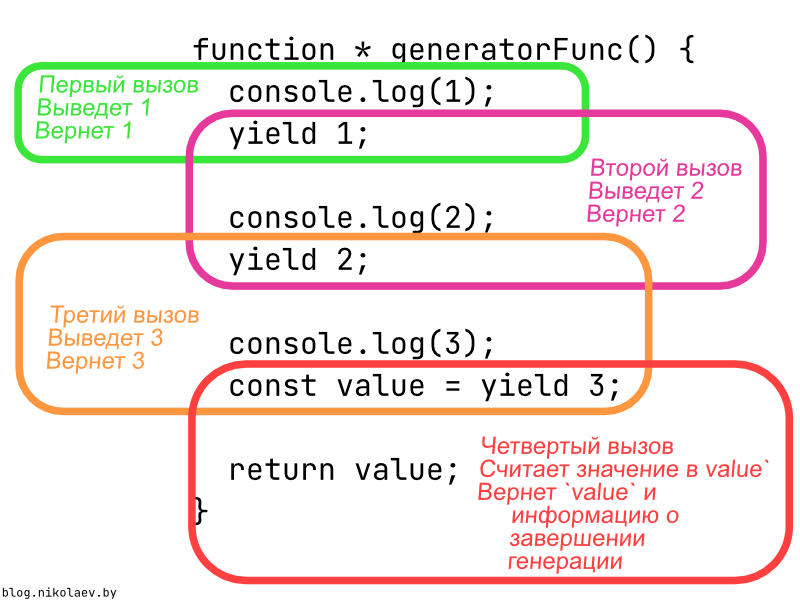 function * generatorFunc() {
Первый вызов
Выведет 1
Вернет 1
console.log(1);
yield 1;
Второй вызов
Выведет 2
Вернет 2
console.log(2);
yield 2;
Третий вызов
Выведет 3
Вернет 3
console.log(3);
const value = yield 3;
return value;
Четвертый вызов
Считает значение в value`
Вернет `value` и
информацию о
завершении
генерации
}
blog.nikolaev.by